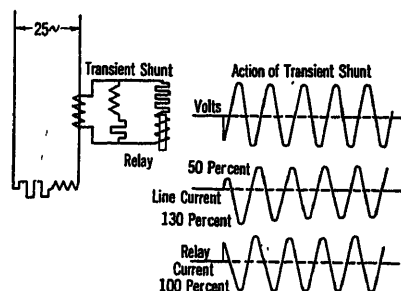 25~
Transient Shunt
Relay
Action of Transient Shunt
Volts
50 Percent
Line Current
130 Percent
Relay
Current
100 Percent